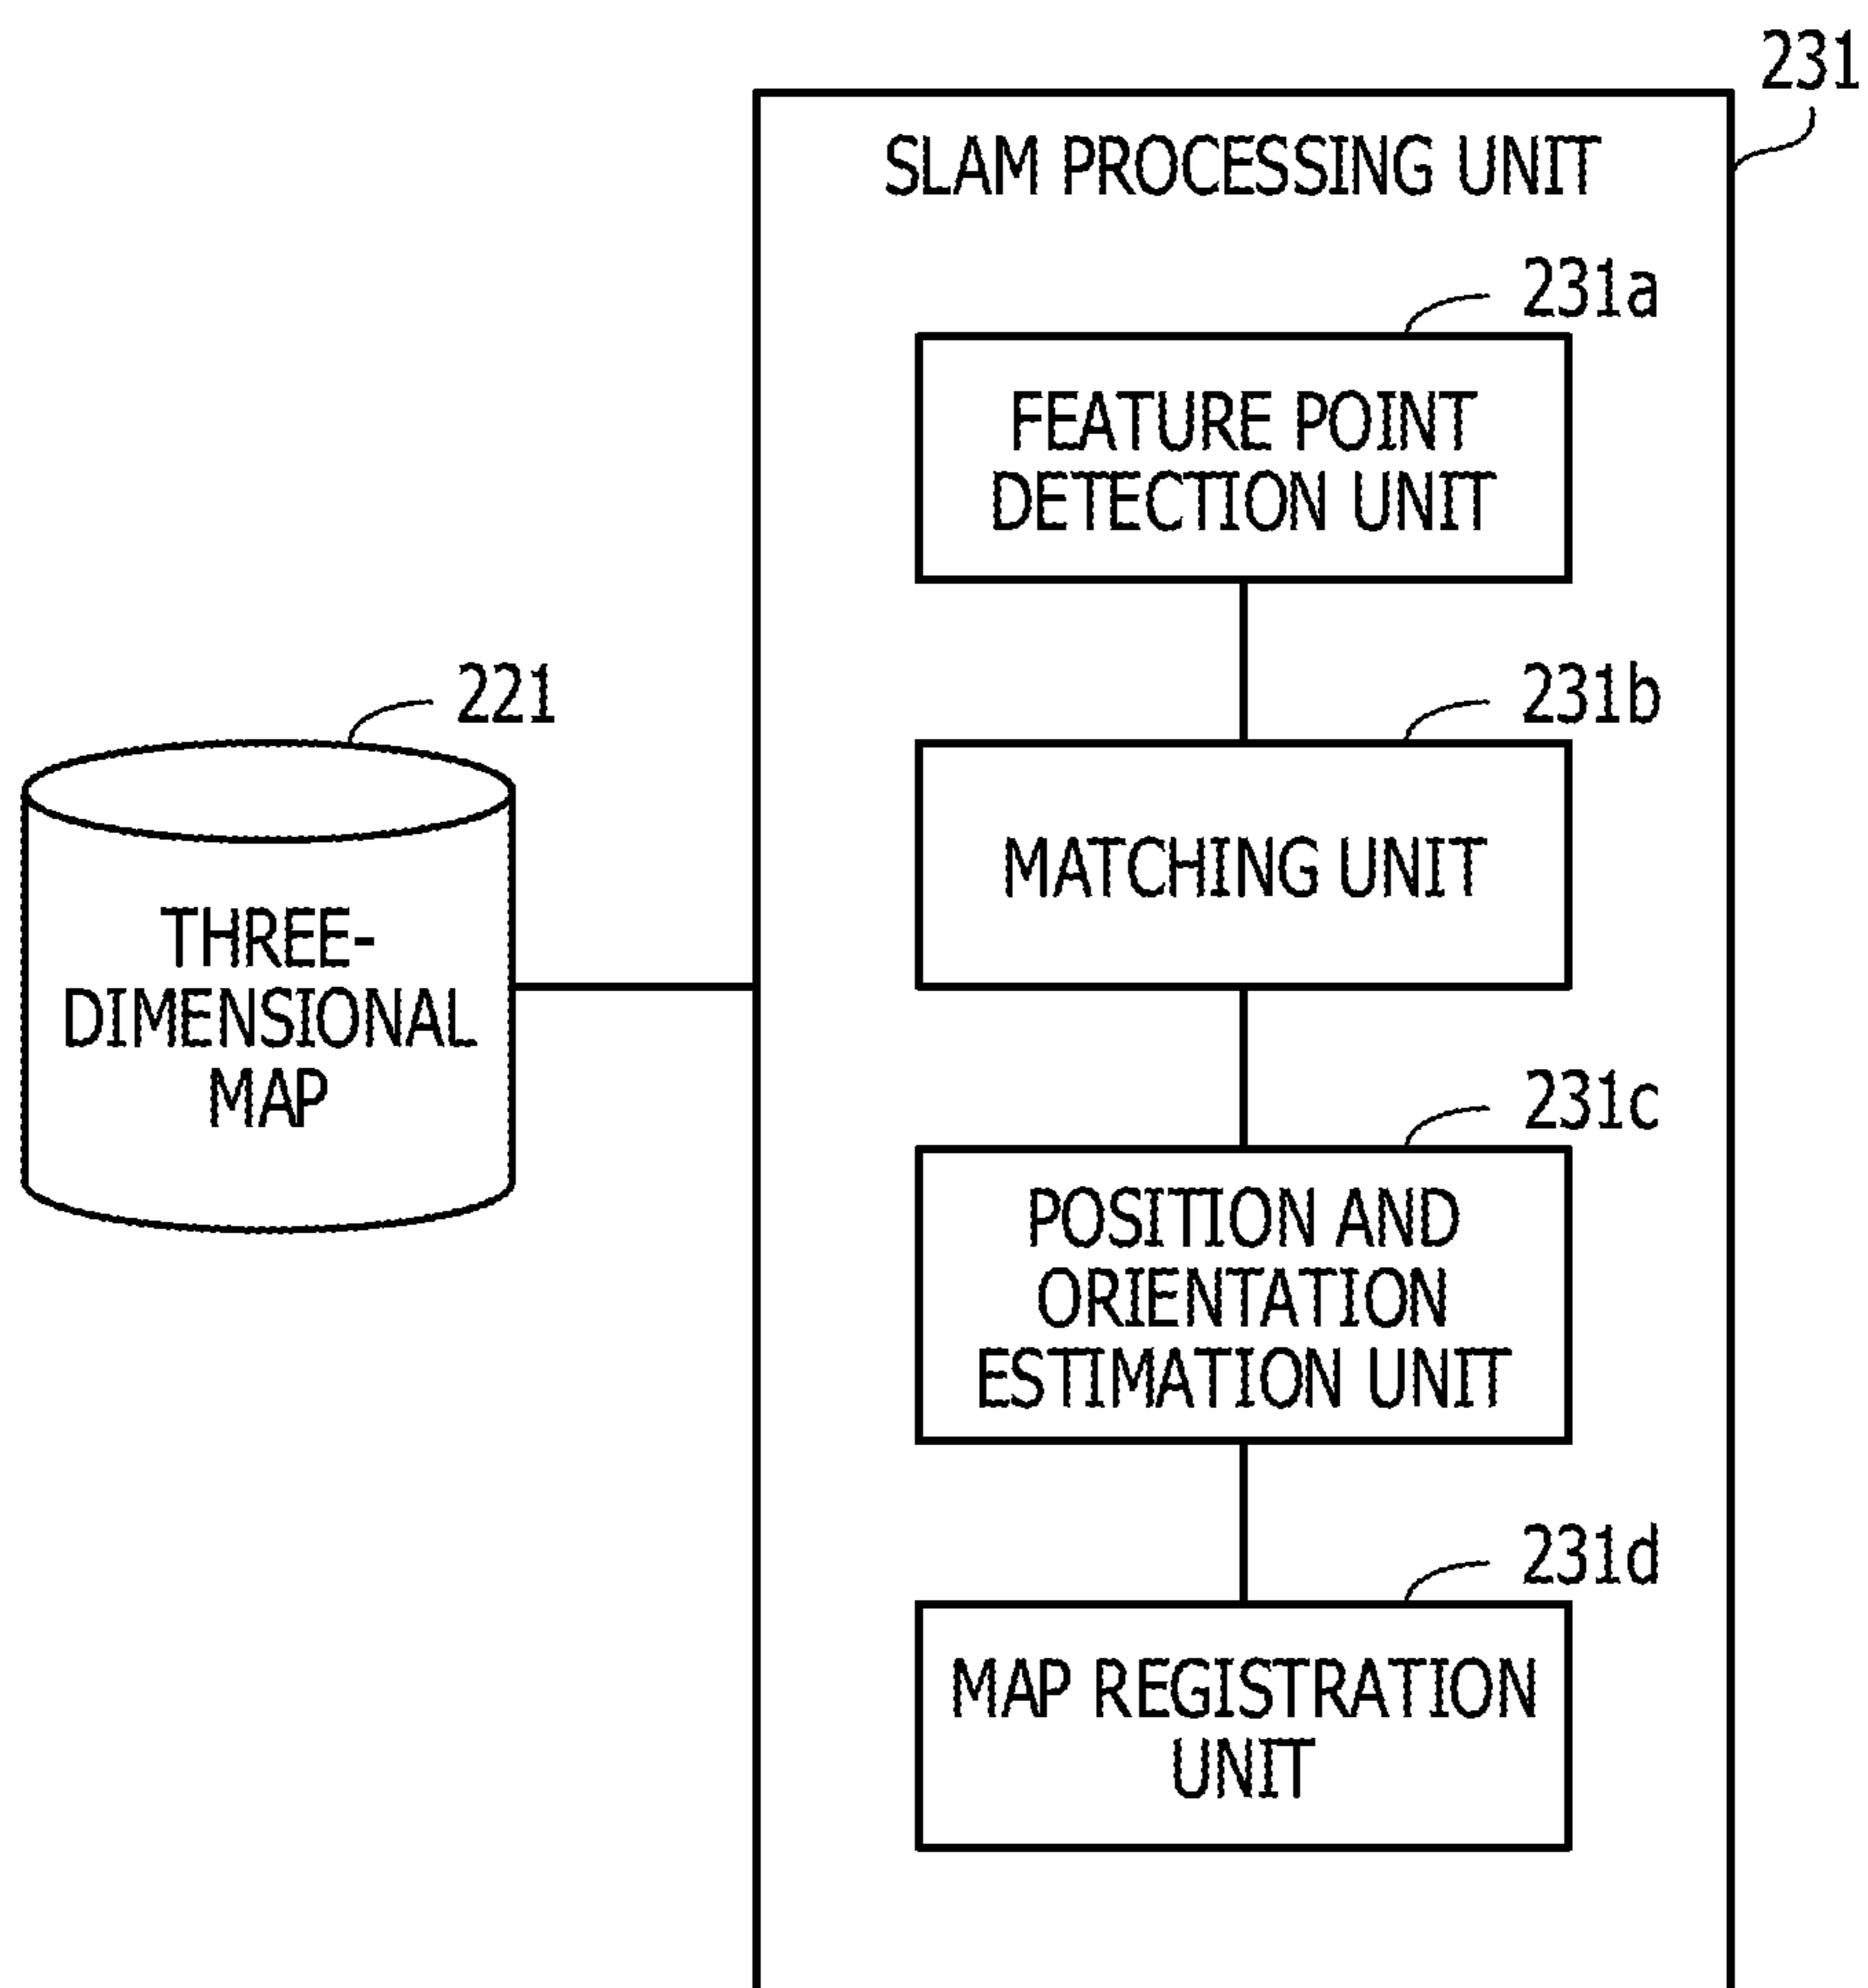 231
SLAM PROCESSING UNIT
231a
FEATURE POINT
DETECTION UNIT
221
231b
MATCHING UNIT
THREE-
DIMENSIONAL
MAP
231c
POSITION AND
ORIENTATION
ESTIMATION UNIT
231d
MAP REGISTRATION
UNIT